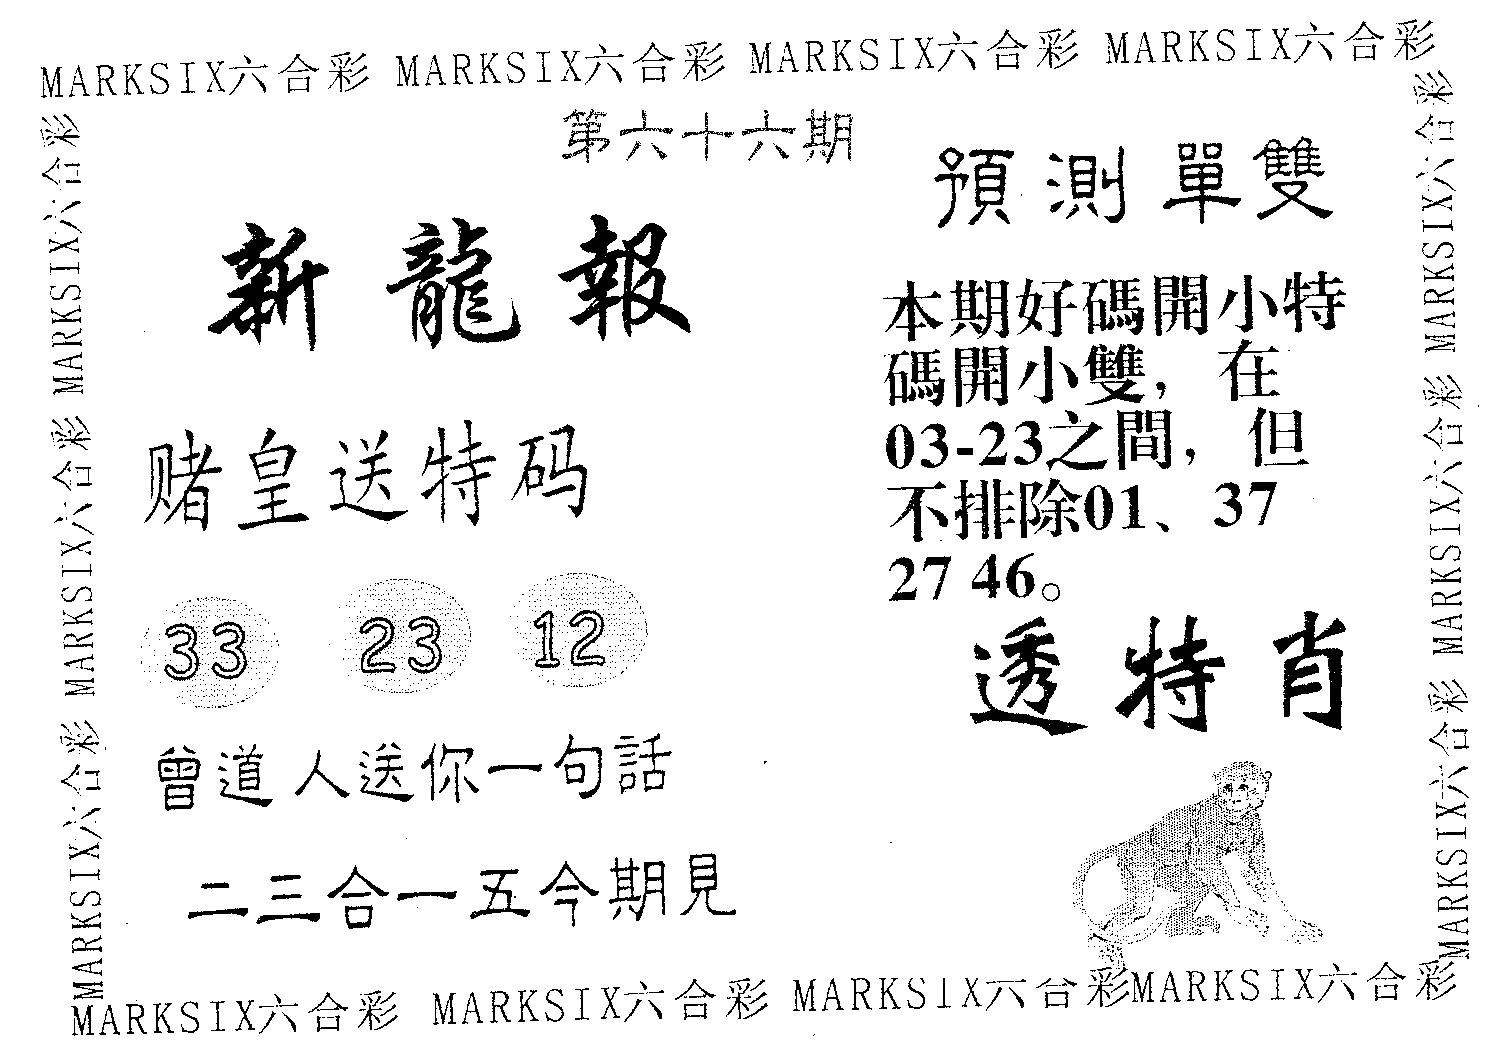 MARKSIX六合彩 MARKSIX六合彩 MARKSIX六合彩 MARKSIX六合彩
第六十六期
新龍報
賭皇送特码
33 23 12
曾道人送你一句話
二三合一五今期見
預測單雙
本期好碼開小特
碼開小雙，在
03-23之間，但
不排除01、37
27 46。
透特肖
MARKSIX六合彩 MARKSIX六合彩 MARKSIX六合彩
MARKSIX六合彩 MARKSIX六合彩 MARKSIX六合彩
MARKSIX六合彩 MARKSIX六合彩 MARKSIX六合彩 MARKSIX六合彩